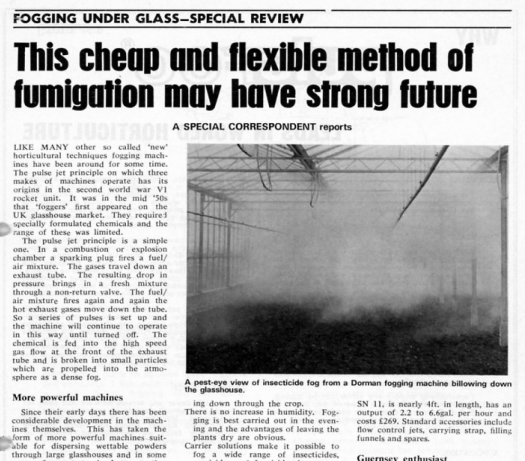 FOGGING UNDER GLASS—SPECIAL REVIEW
This cheap and flexible method of
fumigation may have strong future
A SPECIAL CORRESPONDENT reports
LIKE MANY other so called 'new'
horticultural techniques fogging mach-
ines have been around for some time.
The pulse jet principle on which three
makes of machines operate has its
origins in the second world war V1
rocket unit. It was in the mid '50s
that 'foggers' first appeared on the
UK glasshouse market. They required
specially formulated chemicals and the
range of these was limited.
The pulse jet principle is a simple
one. In a combustion or explosion
chamber a sparking plug fires a fuel/
air mixture. The gases travel down an
exhaust tube. The resulting drop in
pressure brings in a fresh mixture
through a non-return valve. The fuel/
air mixture fires again and again the
hot exhaust gases move down the tube.
So a series of pulses is set up and
the machine will continue to operate
in this way until turned off. The
chemical is fed into the high speed
gas flow at the front of the exhaust
tube and is broken into small particles
which are propelled into the atmo-
sphere as a dense fog.
More powerful machines
Since their early days there has been
considerable development in the mach-
ines themselves. This has taken the
form of more powerful machines suit-
able for dispersing wettable powders
through large glasshouses and in some
A pest-eye view of insecticide fog from a Dorman fogging machine billowing down
the glasshouse.
ing down through the crop.
There is no increase in humidity. Fog-
ging is best carried out in the even-
ing and the advantages of leaving the
plants dry are obvious.
Carrier solutions make it possible to
fog a wide range of insecticides,
SN 11, is nearly 4ft. in length, has an
output of 2.2 to 6.6gal. per hour and
costs £269. Standard accessories include
flow control jets, carrying strap, filling
funnels and spares.
Guernsey enthusiast